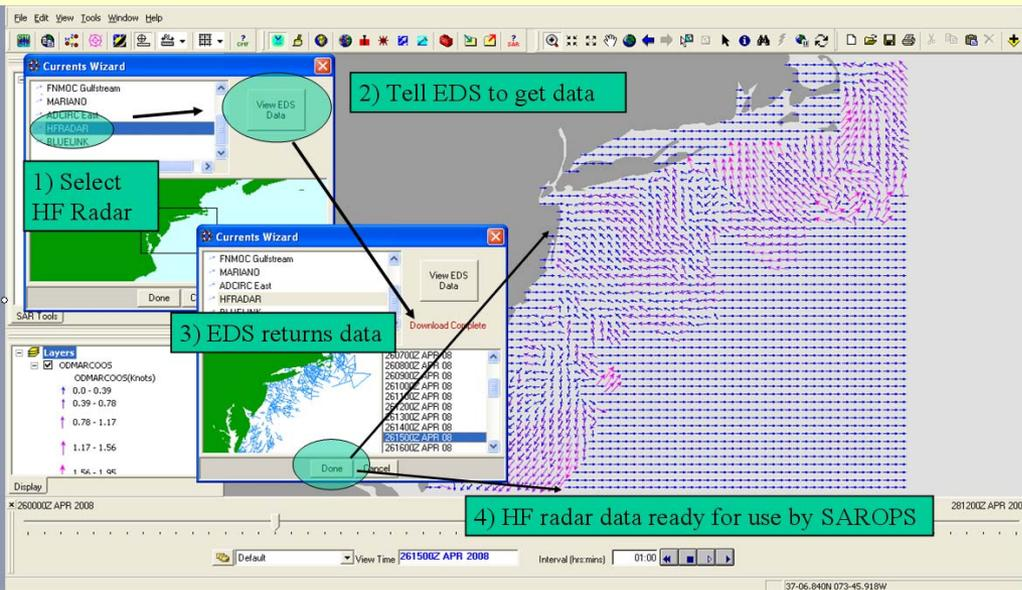 File Edit View Tools Window Help
CMP
SAR
Currents Wizard
FNMOC Gulfstream
MARIANO
ADCIRC East
HFRADAR
BLUELINK
View EDS
Data
2) Tell EDS to get data
1) Select
HF Radar
Done
SAR Tools
Currents Wizard
FNMOC Gulfstream
MARIANO
ADCIRC East
HFRADAR
View EDS
Data
Download Complete
3) EDS returns data
260700Z APR 08
260800Z APR 08
260900Z APR 08
261000Z APR 08
261100Z APR 08
261200Z APR 08
261300Z APR 08
261400Z APR 08
261500Z APR 08
261600Z APR 08
Done Cancel
Layers
ODMARCOOS
ODMARCOOS(Knots)
0.0 - 0.39
0.39 - 0.78
0.78 - 1.17
1.17 - 1.56
1.56 - 1.95
Display
4) HF radar data ready for use by SAROPS
260000Z APR 2008
281200Z APR 200
Default
View Time 261500Z APR 2008
Interval (hrs:mins) 01:00
37-06.840N 073-45.918W